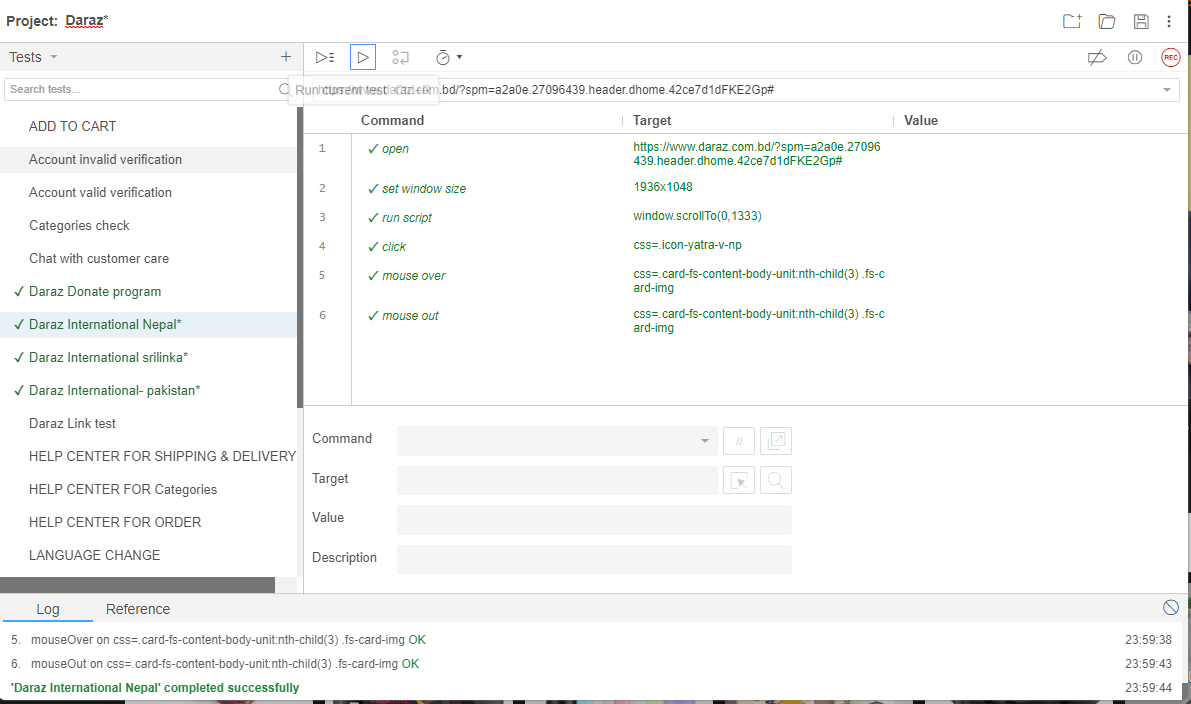 Project: Daraz*
Tests
Search tests...
Run current test Ctrl+R
.bd/?spm=a2a0e.27096439.header.dhome.42ce7d1dFKE2Gp#
REC
ADD TO CART
Account invalid verification
Account valid verification
Categories check
Chat with customer care
✓ Daraz Donate program
✓ Daraz International Nepal*
✓ Daraz International srilinka*
✓ Daraz International- pakistan*
Daraz Link test
HELP CENTER FOR SHIPPING & DELIVERY
HELP CENTER FOR Categories
HELP CENTER FOR ORDER
LANGUAGE CHANGE
Command Target Value
1 ✓ open https://www.daraz.com.bd/?spm=a2a0e.27096
439.header.dhome.42ce7d1dFKE2Gp#
2 ✓ set window size 1936x1048
3 ✓ run script window.scrollTo(0,1333)
4 ✓ click css=.icon-yatra-v-np
5 ✓ mouse over css=.card-fs-content-body-unit:nth-child(3) .fs-c
ard-img
6 ✓ mouse out css=.card-fs-content-body-unit:nth-child(3) .fs-c
ard-img
Command
//
Target
Value
Description
Log Reference
5. mouseOver on css=.card-fs-content-body-unit:nth-child(3) .fs-card-img OK 23:59:38
6. mouseOut on css=.card-fs-content-body-unit:nth-child(3) .fs-card-img OK 23:59:43
'Daraz International Nepal' completed successfully 23:59:44